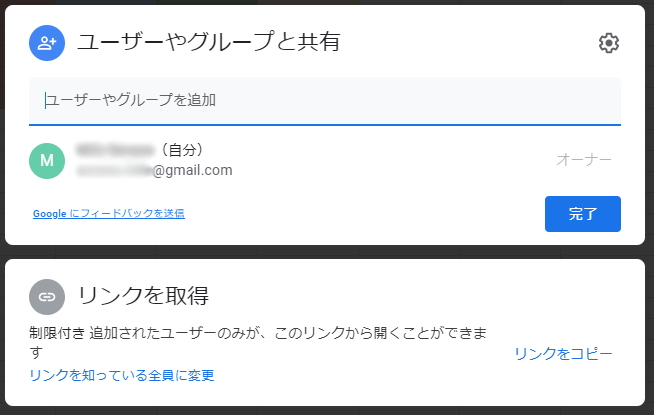 ユーザーやグループと共有
ユーザーやグループを追加
M
（自分）
@gmail.com
オーナー
Google にフィードバックを送信
完了
リンクを取得
制限付き 追加されたユーザーのみが、このリンクから開くことができま
す
リンクをコピー
リンクを知っている全員に変更